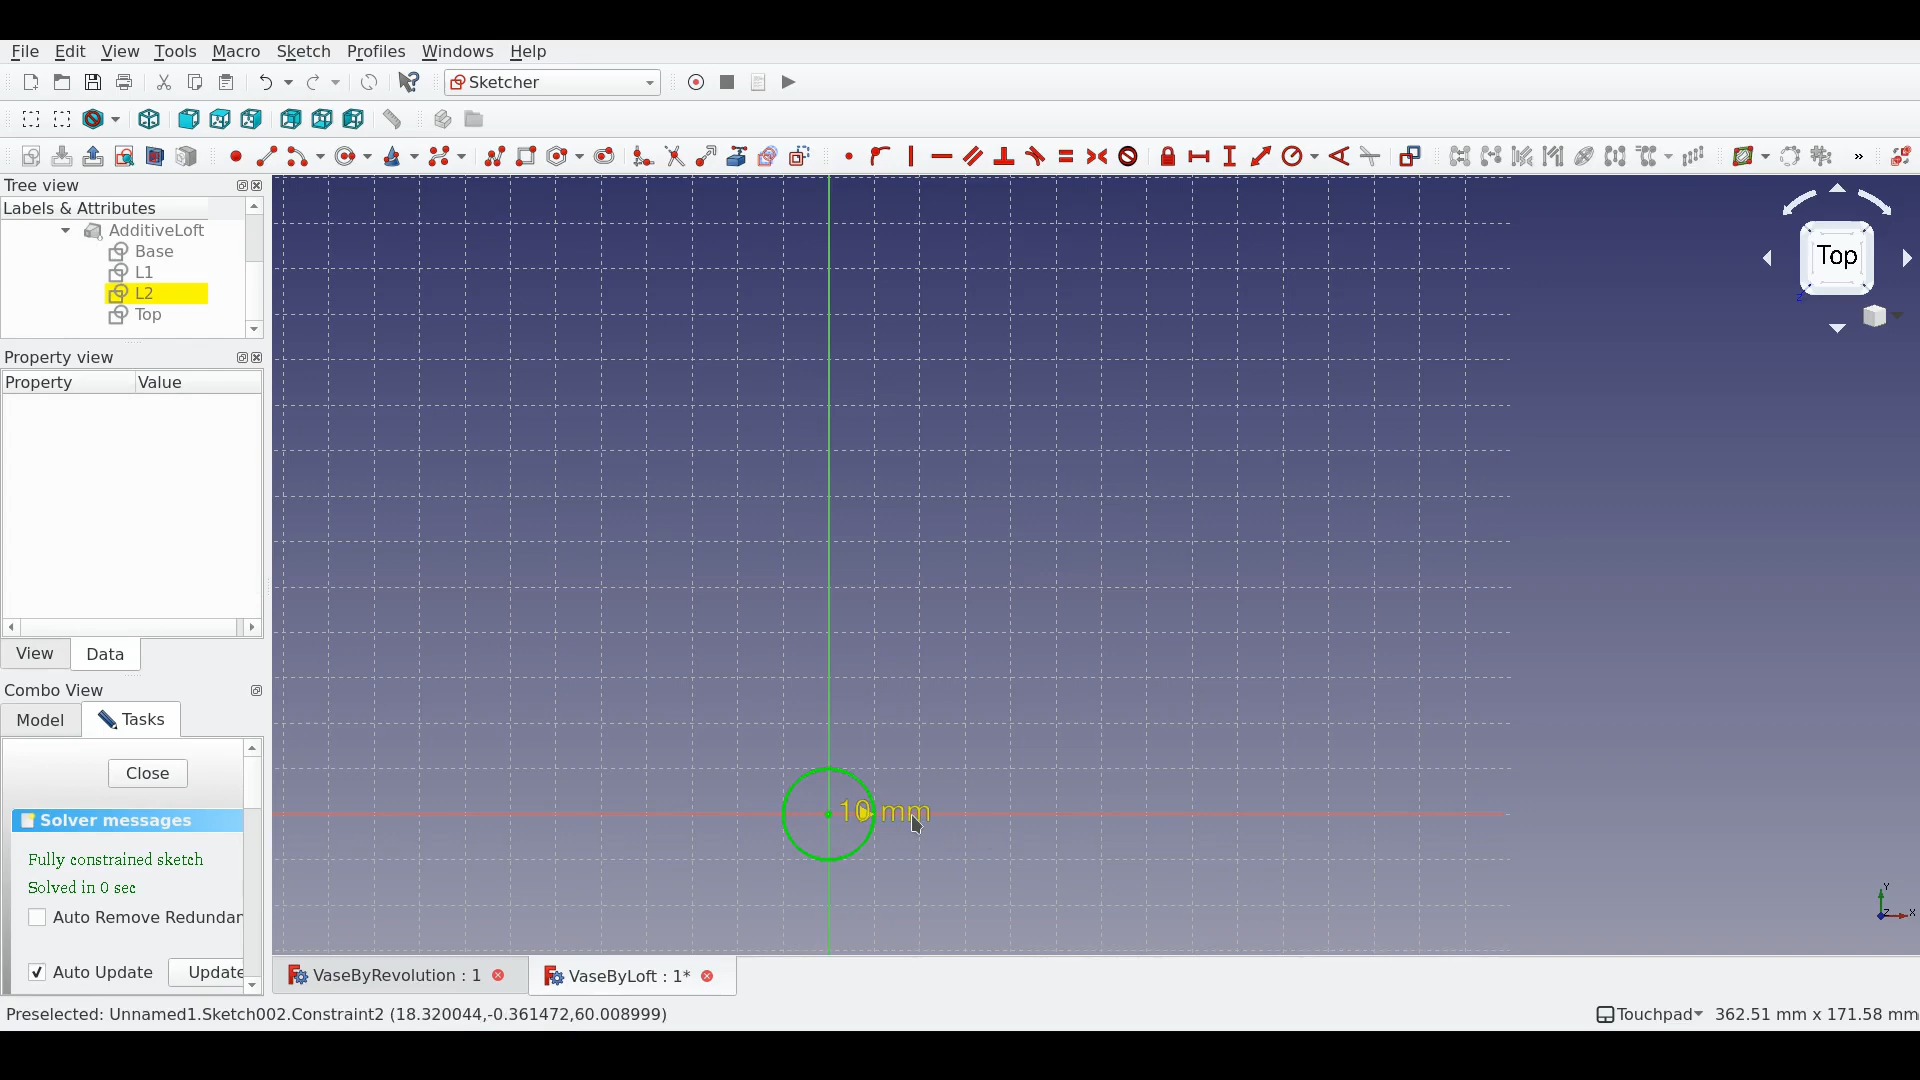 File Edit View Tools Macro Sketch Profiles Windows Help
Sketcher
»
Tree view
Labels & Attributes
AdditiveLoft
Base
L1
L2
Top
Property view
Property Value
View Data
Combo View
Model Tasks
Close
Solver messages
Fully constrained sketch
Solved in 0 sec
Auto Remove Redundan
Auto Update Update
Top
z
10 mm
Y
Z X
VaseByRevolution : 1
VaseByLoft : 1*
Preselected: Unnamed1.Sketch002.Constraint2 (18.320044,-0.361472,60.008999)
Touchpad 362.51 mm x 171.58 mm